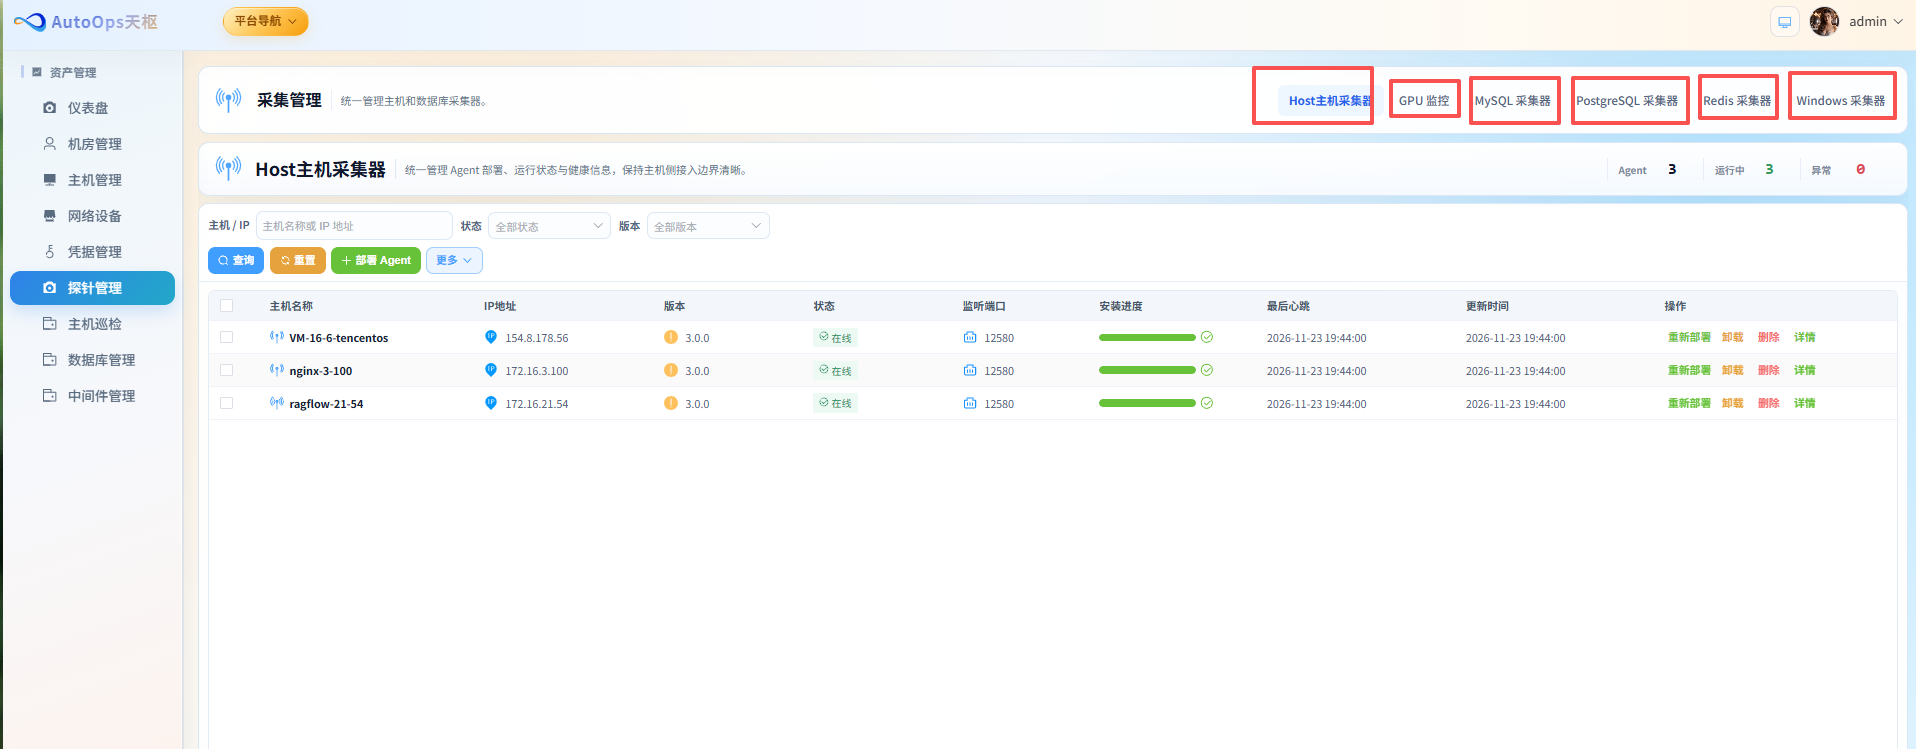 AutoOps天枢
平台导航
admin
资产管理
仪表盘
机房管理
主机管理
网络设备
凭据管理
探针管理
主机巡检
数据库管理
中间件管理
采集管理 统一管理主机和数据库采集器。
Host主机采集器 GPU 监控 MySQL 采集器 PostgreSQL 采集器 Redis 采集器 Windows 采集器
Host主机采集器 统一管理 Agent 部署、运行状态与健康信息，保持主机侧接入边界清晰。
Agent 3 运行中 3 异常 0
主机 / IP 主机名称或 IP 地址 状态 全部状态 版本 全部版本
查询 重置 + 部署 Agent 更多
主机名称 IP地址 版本 状态 监听端口 安装进度 最后心跳 更新时间 操作
VM-16-6-tencentos IP 154.8.178.56 3.0.0 在线 12580 2026-11-23 19:44:00 2026-11-23 19:44:00 重新部署 卸载 删除 详情
nginx-3-100 IP 172.16.3.100 3.0.0 在线 12580 2026-11-23 19:44:00 2026-11-23 19:44:00 重新部署 卸载 删除 详情
ragflow-21-54 IP 172.16.21.54 3.0.0 在线 12580 2026-11-23 19:44:00 2026-11-23 19:44:00 重新部署 卸载 删除 详情